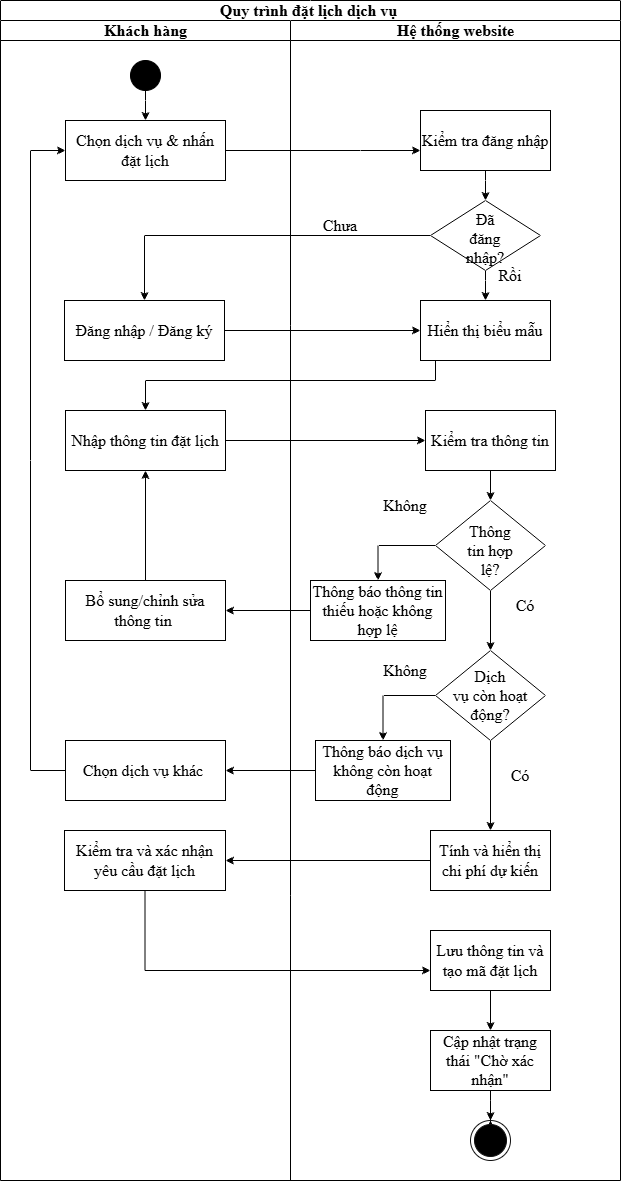 Quy trình đặt lịch dịch vụ
Khách hàng
Hệ thống website
Chọn dịch vụ & nhấn
đặt lịch
Kiểm tra đăng nhập
Đã
đăng
nhập?
Chưa
Rồi
Đăng nhập / Đăng ký
Hiển thị biểu mẫu
Nhập thông tin đặt lịch
Kiểm tra thông tin
Không
Thông
tin hợp
lệ?
Thông báo thông tin
thiếu hoặc không
hợp lệ
Bổ sung/chỉnh sửa
thông tin
Có
Không
Dịch
vụ còn hoạt
động?
Thông báo dịch vụ
không còn hoạt
động
Chọn dịch vụ khác
Có
Kiểm tra và xác nhận
yêu cầu đặt lịch
Tính và hiển thị
chi phí dự kiến
Lưu thông tin và
tạo mã đặt lịch
Cập nhật trạng
thái "Chờ xác
nhận"